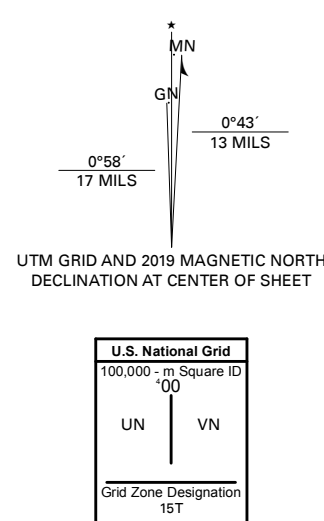 ★
MN
GN
0°43´
13 MILS
0°58´
17 MILS
UTM GRID AND 2019 MAGNETIC NORTH
DECLINATION AT CENTER OF SHEET
U.S. National Grid
100,000 - m Square ID
⁴00
UN VN
Grid Zone Designation
15T